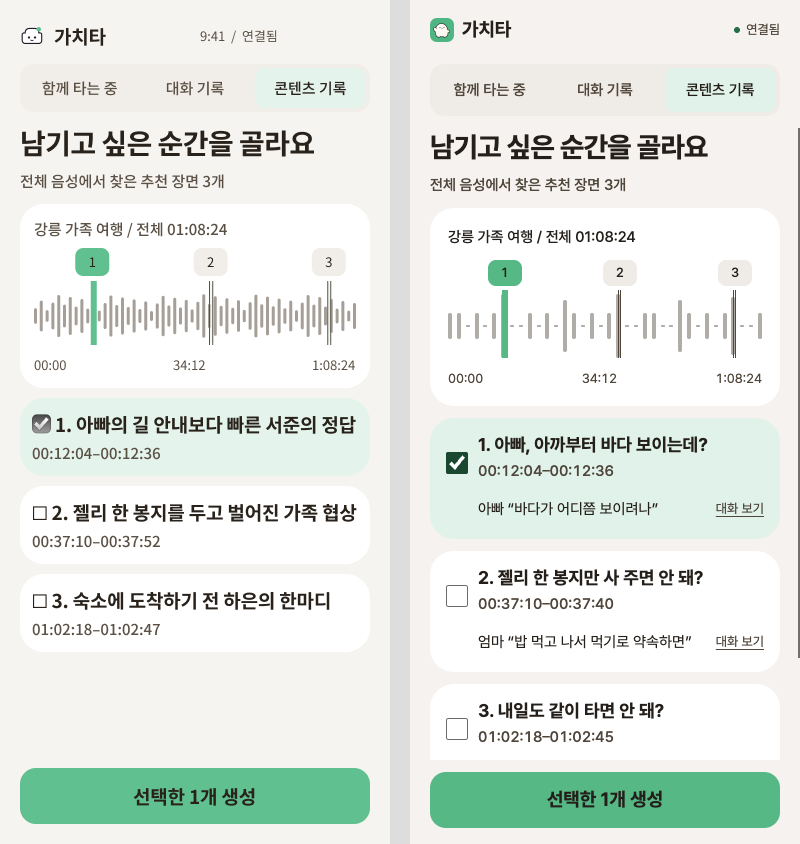 가치타
9:41 / 연결됨
함께 타는 중
대화 기록
콘텐츠 기록
남기고 싶은 순간을 골라요
전체 음성에서 찾은 추천 장면 3개
강릉 가족 여행 / 전체 01:08:24
1
2
3
00:00
34:12
1:08:24
1. 아빠의 길 안내보다 빠른 서준의 정답
00:12:04–00:12:36
2. 젤리 한 봉지를 두고 벌어진 가족 협상
00:37:10–00:37:52
3. 숙소에 도착하기 전 하은의 한마디
01:02:18–01:02:47
선택한 1개 생성
가치타
연결됨
함께 타는 중
대화 기록
콘텐츠 기록
남기고 싶은 순간을 골라요
전체 음성에서 찾은 추천 장면 3개
강릉 가족 여행 / 전체 01:08:24
1
2
3
00:00
34:12
1:08:24
1. 아빠, 아까부터 바다 보이는데?
00:12:04–00:12:36
아빠 “바다가 어디쯤 보이려나”
대화 보기
2. 젤리 한 봉지만 사 주면 안 돼?
00:37:10–00:37:40
엄마 “밥 먹고 나서 먹기로 약속하면”
대화 보기
3. 내일도 같이 타면 안 돼?
01:02:18–01:02:45
선택한 1개 생성